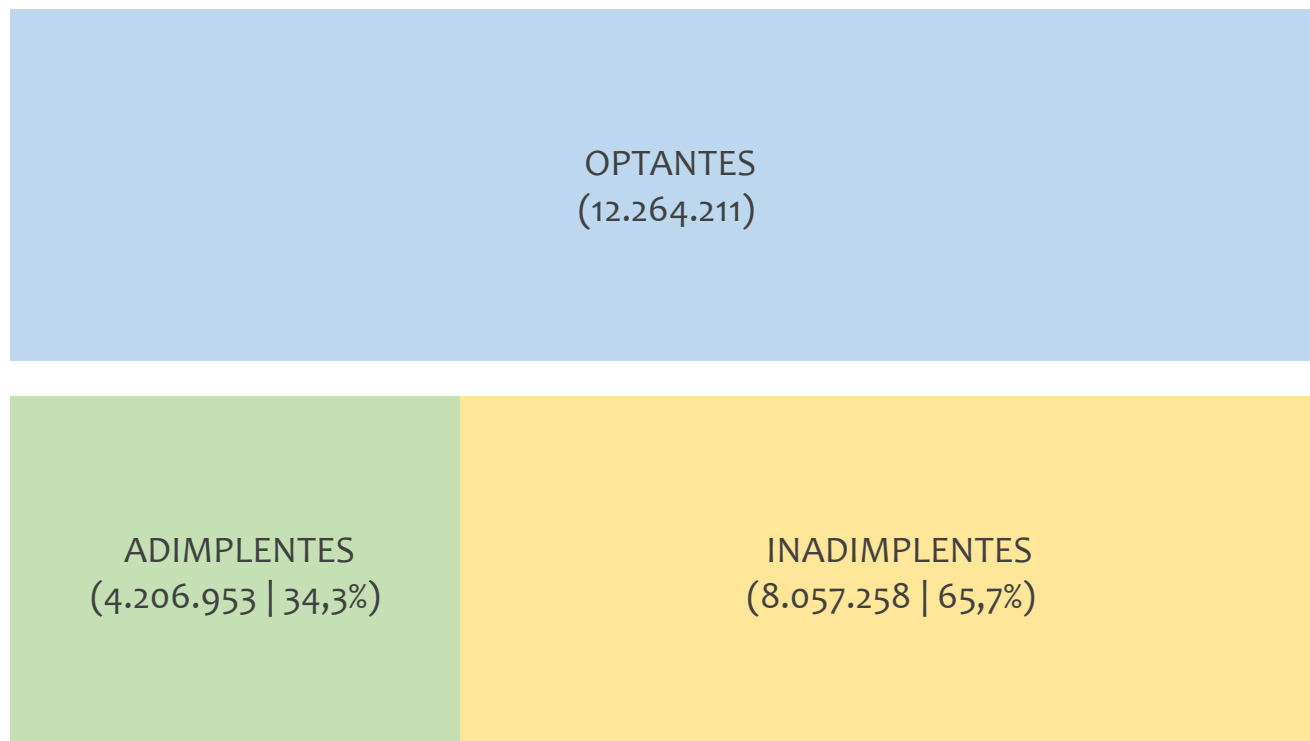 OPTANTES
(12.264.211)
ADIMPLENTES
(4.206.953 | 34,3%)
INADIMPLENTES
(8.057.258 | 65,7%)